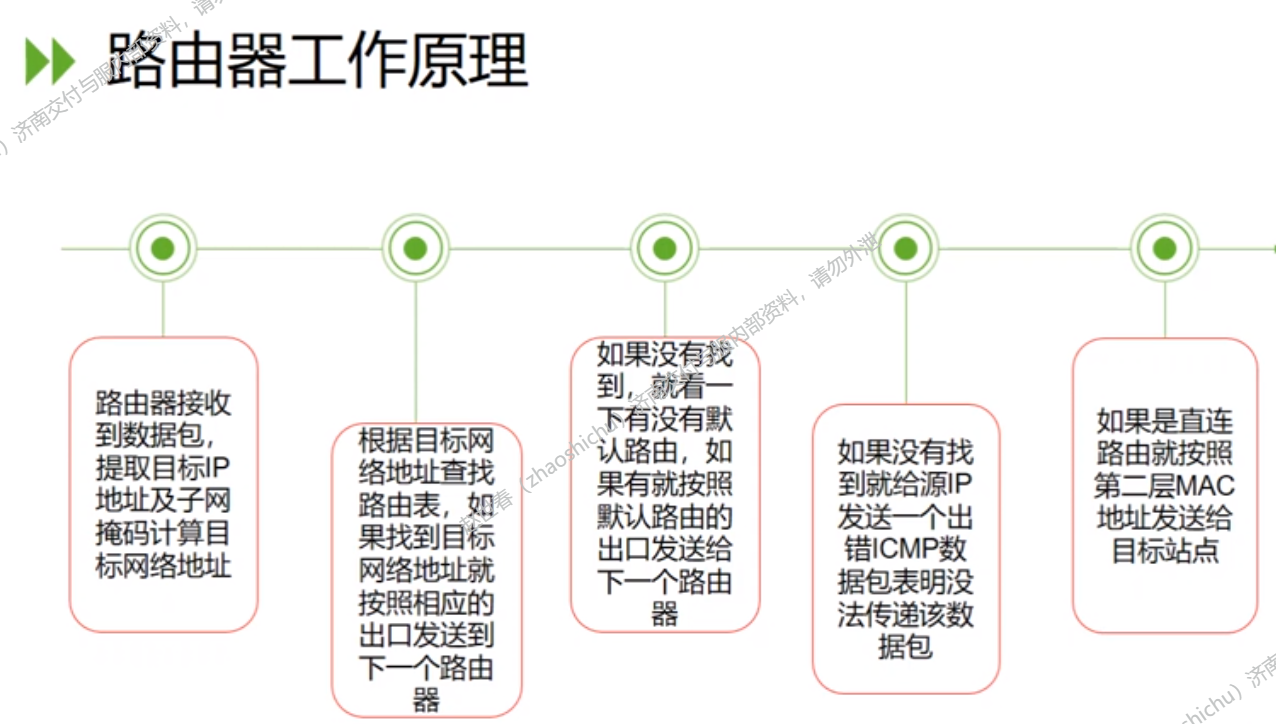 路由器工作原理
路由器接收
到数据包，
提取目标IP
地址及子网
掩码计算目
标网络地址
根据目标网
络地址查找
路由表，如
果找到目标
网络地址就
按照相应的
出口发送到
下一个路由
器
如果没有找
到，就看一
下有没有默
认路由，如
果有就按照
默认路由的
出口发送给
下一个路由
器
如果没有找
到就给源IP
发送一个出
错ICMP数
据包表明没
法传递该数
据包
如果是直连
路由就按照
第二层MAC
地址发送给
目标站点
）济南交付与服内部资料，请勿
春（zhaoshichu）济南交付与服内部资料，请勿外泄
shichu）济南